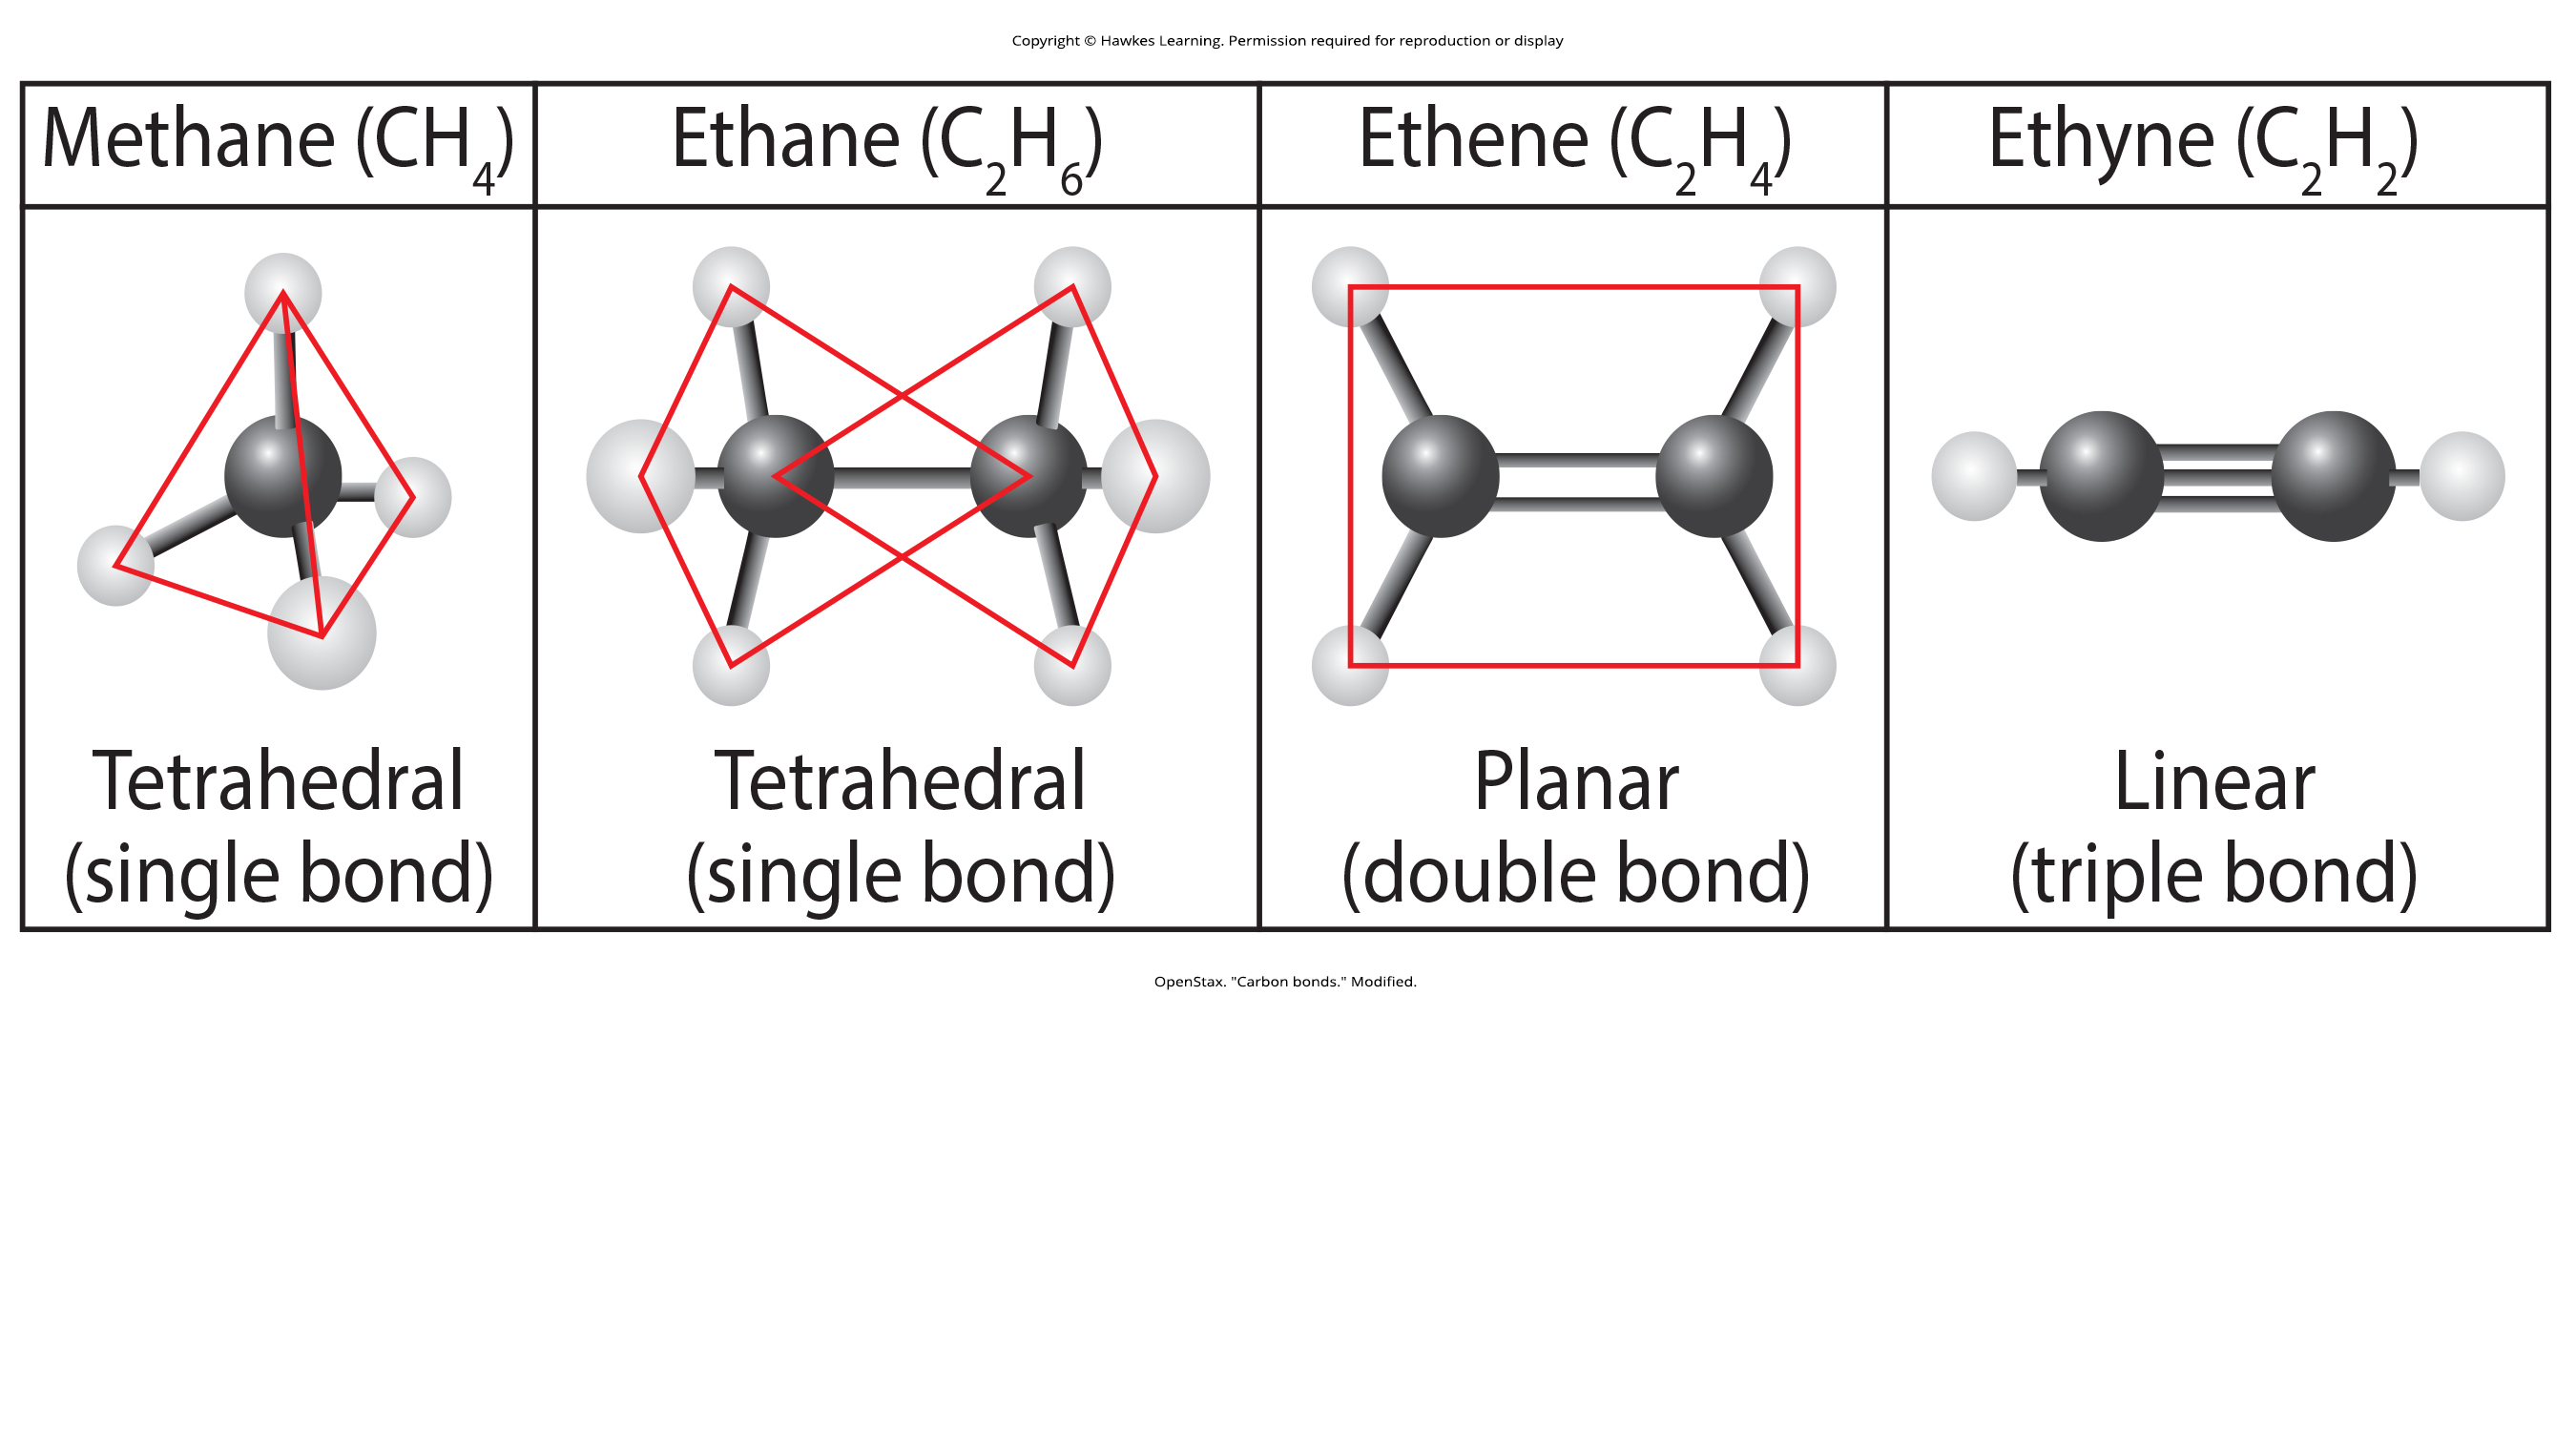 Copyright © Hawkes Learning. Permission required for reproduction or display
Methane (CH₄)
Ethane (C₂H₆)
Ethene (C₂H₄)
Ethyne (C₂H₂)
Tetrahedral
(single bond)
Tetrahedral
(single bond)
Planar
(double bond)
Linear
(triple bond)
OpenStax. "Carbon bonds." Modified.